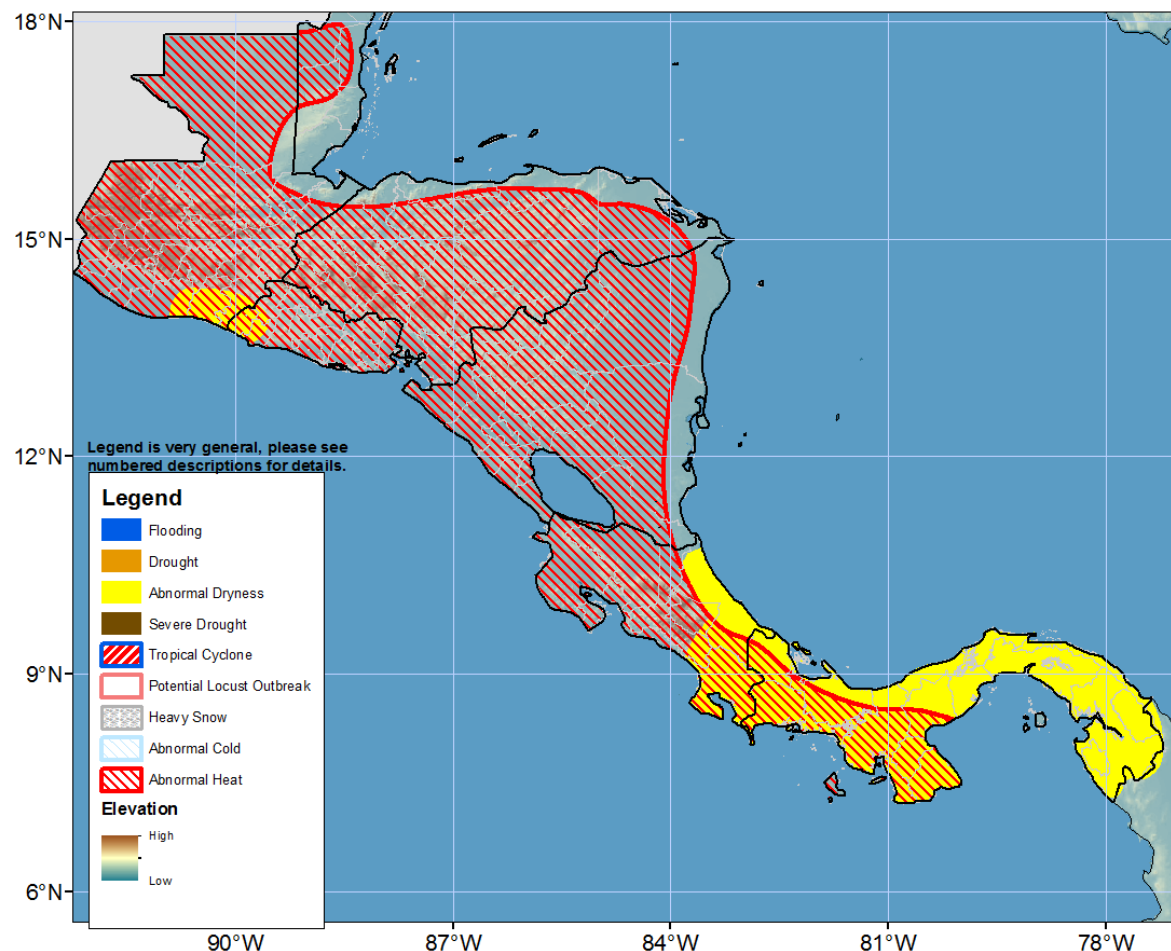 18°N
15°N
12°N
9°N
6°N
Legend is very general, please see
numbered descriptions for details.
Legend
Flooding
Drought
Abnormal Dryness
Severe Drought
Tropical Cyclone
Potential Locust Outbreak
Heavy Snow
Abnormal Cold
Abnormal Heat
Elevation
High
Low
90°W
87°W
84°W
81°W
78°W